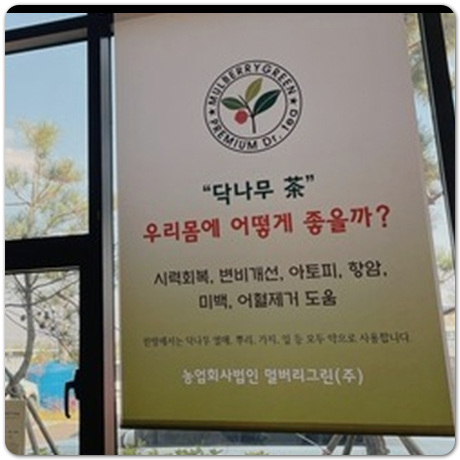 MULBERRYGREEN
PREMIUM Dr. tea
“닥나무 茶”
우리몸에 어떻게 좋을까?
시력회복, 변비개선, 아토피, 항암,
미백, 어혈제거 도움
한방에서는 닥나무 열매, 뿌리, 가지, 잎 등 모두 약으로 사용합니다.
농업회사법인 멀버리그린(주)